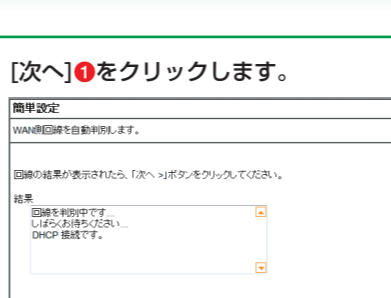 [次へ]❶をクリックします。
簡単設定
WAN側回線を自動判別します。
回線の結果が表示されたら、「次へ >」ボタンをクリックしてください。
結果
回線を判別中です...
しばらくお待ちください...
DHCP 接続です。